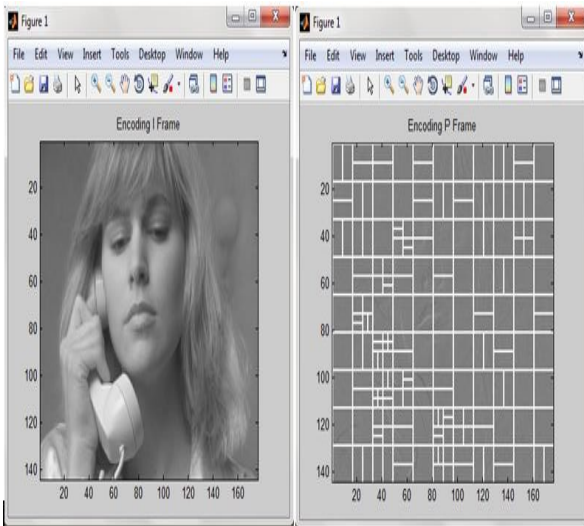 Figure 1
File Edit View Insert Tools Desktop Window Help
Encoding I Frame
20
40
60
80
100
120
140
20 40 60 80 100 120 140 160
Figure 1
File Edit View Insert Tools Desktop Window Help
Encoding P Frame
20
40
60
80
100
120
140
20 40 60 80 100 120 140 160